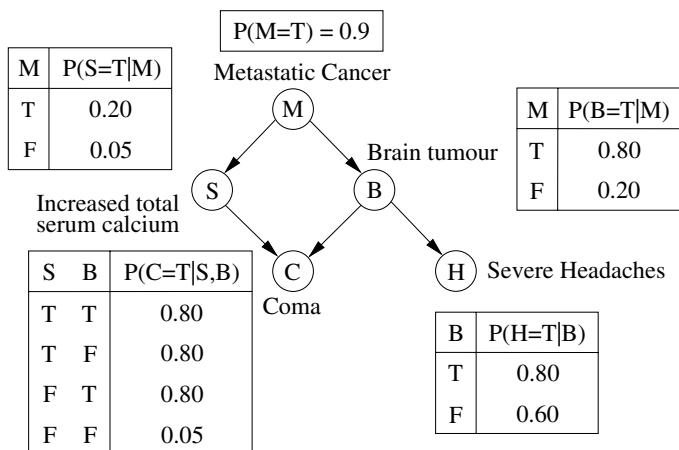 P(M=T) = 0.9
Metastatic Cancer
M P(S=T|M)
T 0.20
F 0.05
M
M P(B=T|M)
T 0.80
F 0.20
Brain tumour
S
B
Increased total
serum calcium
S B P(C=T|S,B)
T T 0.80
T F 0.80
F T 0.80
F F 0.05
C
Coma
H
Severe Headaches
B P(H=T|B)
T 0.80
F 0.60